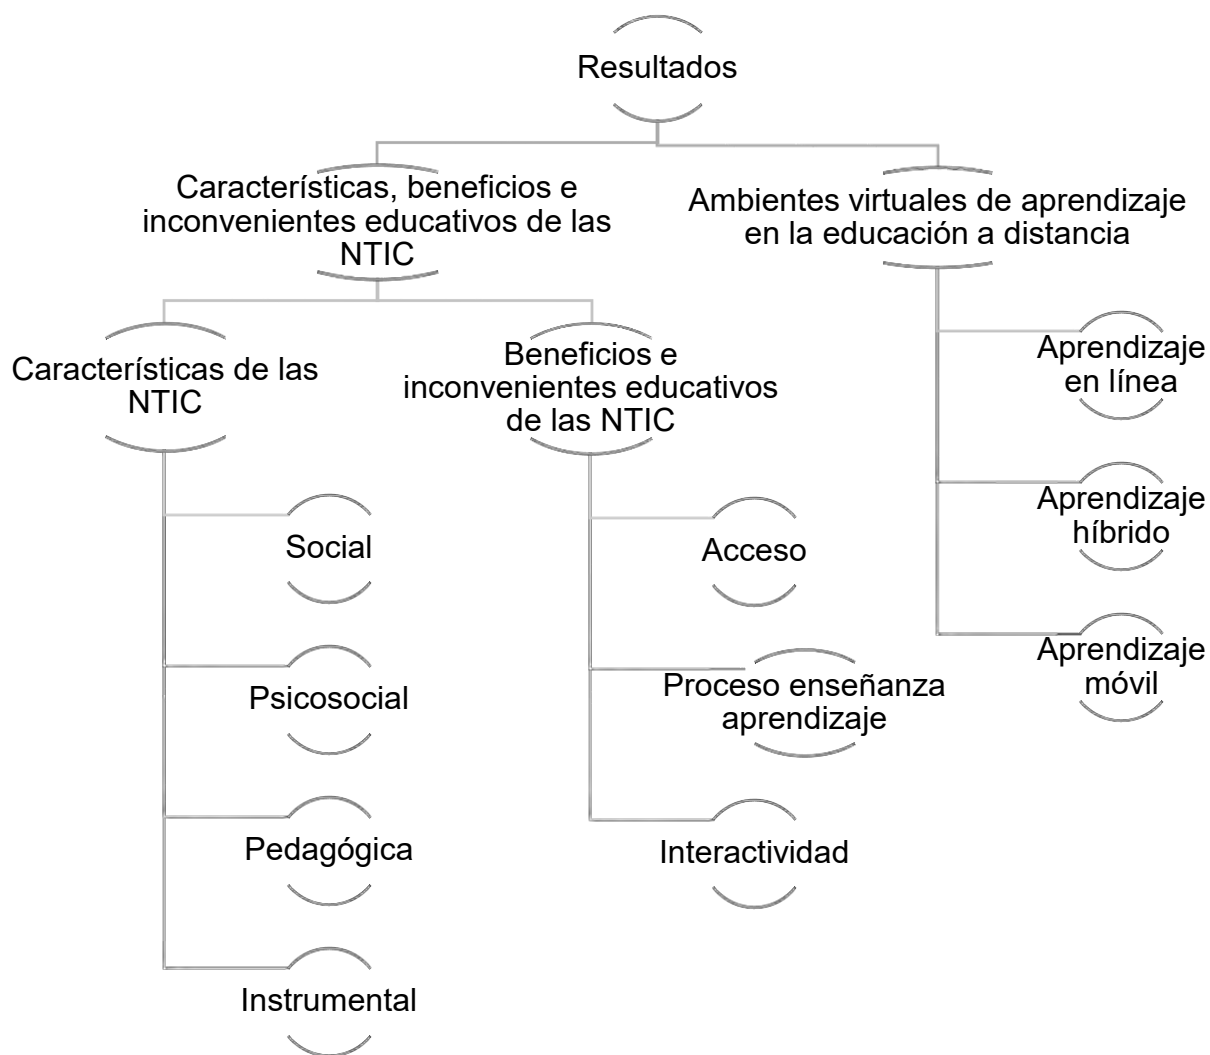 Resultados
Características, beneficios e
inconvenientes educativos de las
NTIC
Ambientes virtuales de aprendizaje
en la educación a distancia
Características de las
NTIC
Beneficios e
inconvenientes educativos
de las NTIC
Aprendizaje
en línea
Aprendizaje
híbrido
Aprendizaje
móvil
Social
Psicosocial
Pedagógica
Instrumental
Acceso
Proceso enseñanza
aprendizaje
Interactividad